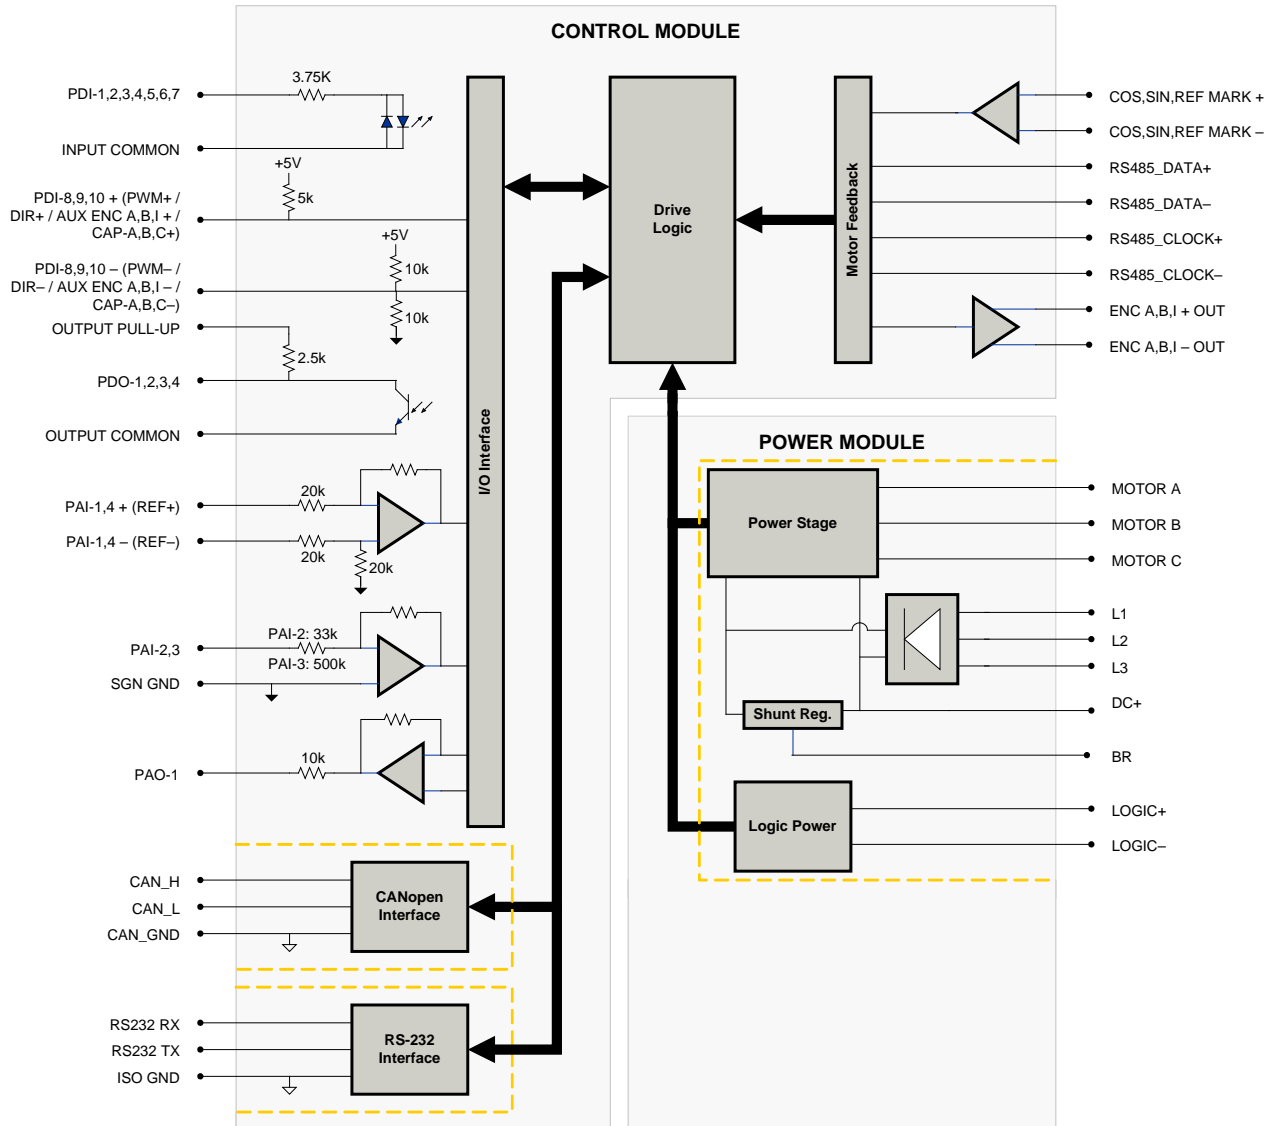 CONTROL MODULE
3.75K
PDI-1,2,3,4,5,6,7
INPUT COMMON
+5V
5k
PDI-8,9,10 + (PWM+ /
DIR+ / AUX ENC A,B,I + /
CAP-A,B,C+)
+5V
10k
10k
PDI-8,9,10 – (PWM– /
DIR– / AUX ENC A,B,I – /
CAP-A,B,C–)
OUTPUT PULL-UP
2.5k
PDO-1,2,3,4
OUTPUT COMMON
20k
PAI-1,4 + (REF+)
PAI-1,4 – (REF–)
20k
20k
PAI-2: 33k
PAI-2,3
PAI-3: 500k
SGN GND
10k
PAO-1
I/O Interface
Drive
Logic
Motor Feedback
COS,SIN,REF MARK +
COS,SIN,REF MARK –
RS485_DATA+
RS485_DATA–
RS485_CLOCK+
RS485_CLOCK–
ENC A,B,I + OUT
ENC A,B,I – OUT
POWER MODULE
Power Stage
MOTOR A
MOTOR B
MOTOR C
L1
L2
L3
Shunt Reg.
DC+
BR
Logic Power
LOGIC+
LOGIC–
CAN_H
CAN_L
CAN_GND
CANopen
Interface
RS232 RX
RS232 TX
ISO GND
RS-232
Interface